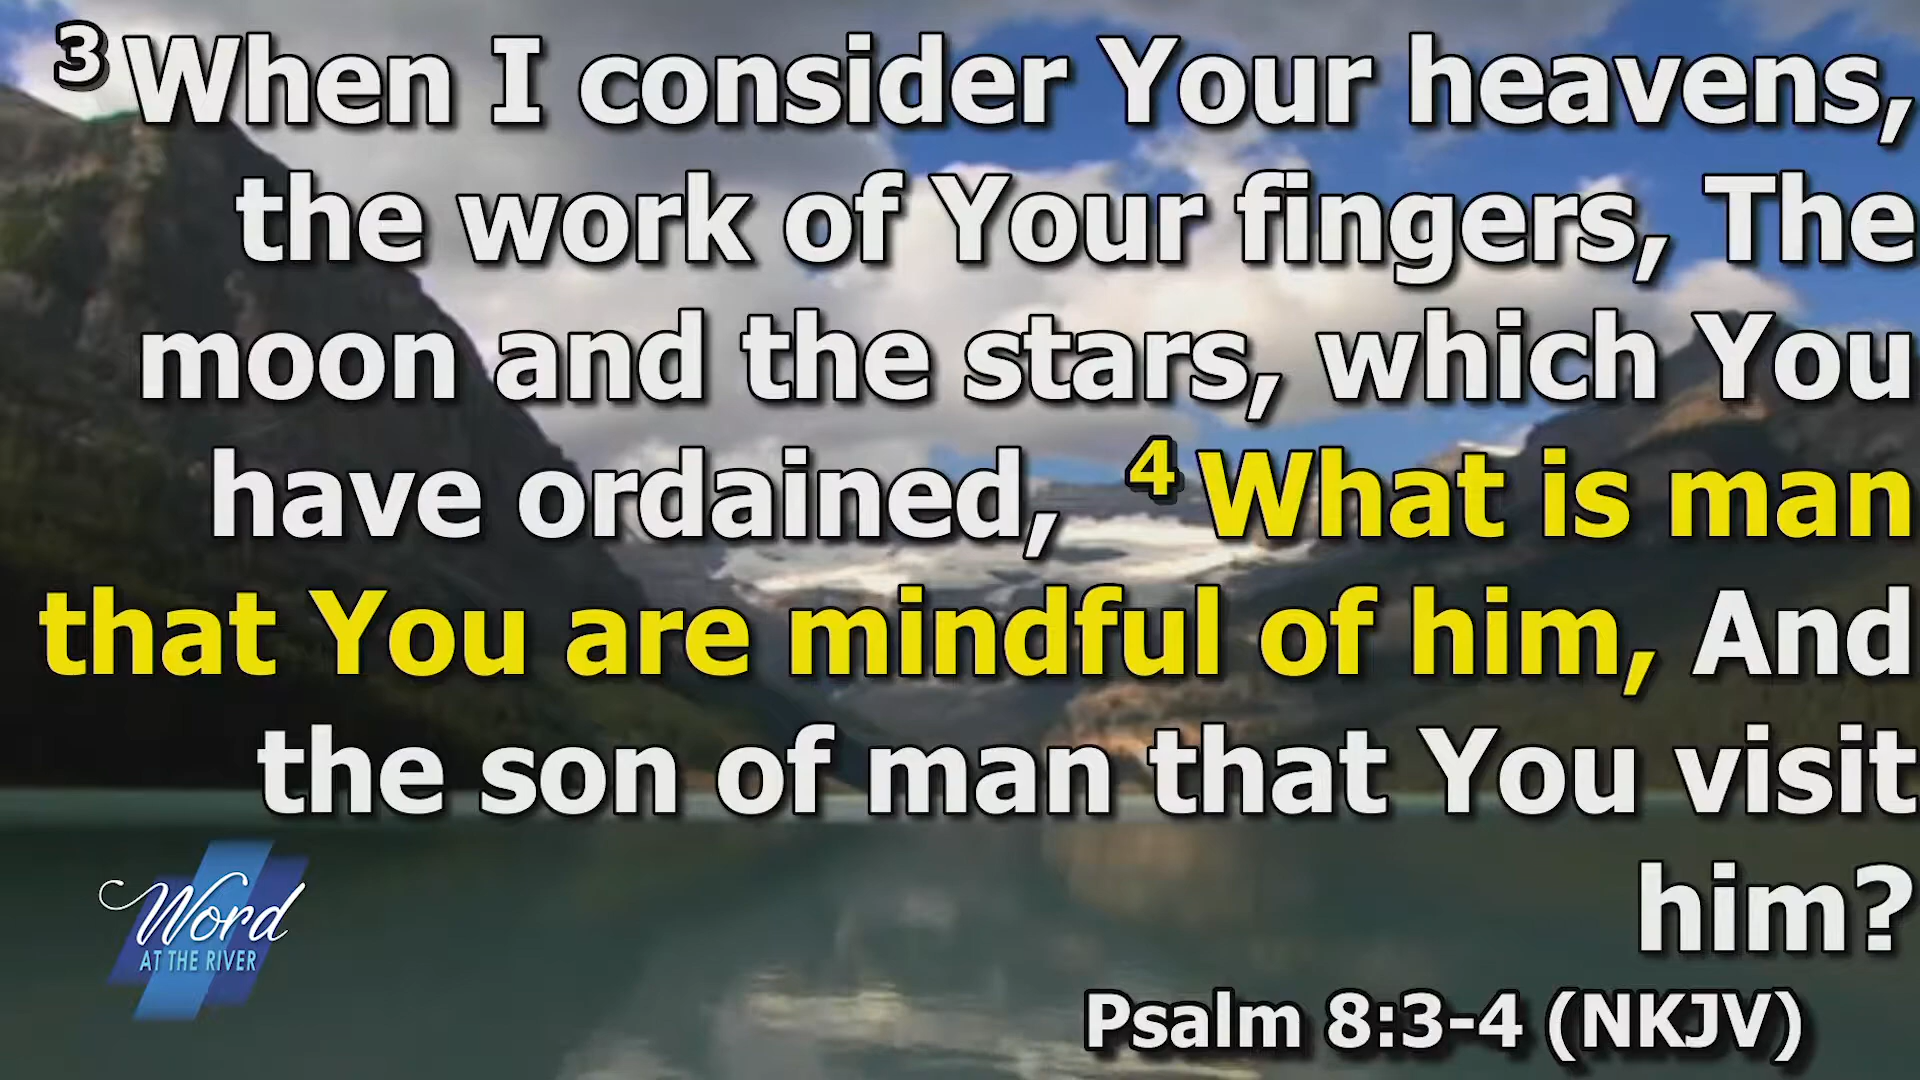 3 When I consider Your heavens,
the work of Your fingers, The
moon and the stars, which You
have ordained, 4 What is man
that You are mindful of him, And
the son of man that You visit
him?
Psalm 8:3-4 (NKJV)
Word
AT THE RIVER